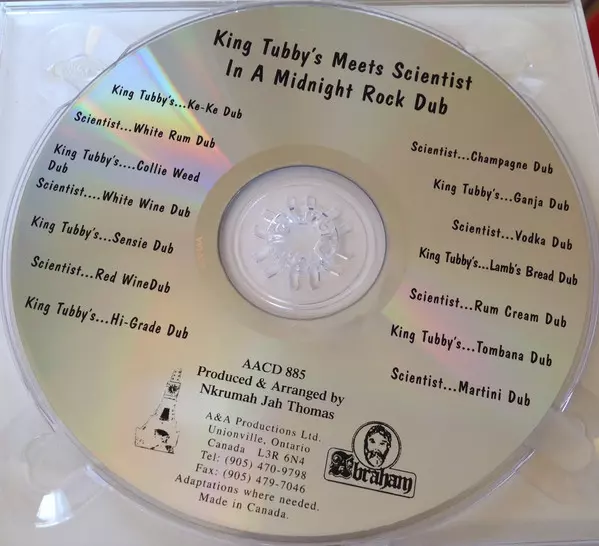 King Tubby's Meets Scientist
In A Midnight Rock Dub
King Tubby's...Ke-Ke Dub
Scientist...White Rum Dub
King Tubby's....Collie Weed
Dub
Scientist....White Wine Dub
King Tubby's...Sensie Dub
Scientist...Red WineDub
King Tubby's...Hi-Grade Dub
Scientist...Champagne Dub
King Tubby's...Ganja Dub
Scientist...Vodka Dub
King Tubby's...Lamb's Bread Dub
Scientist...Rum Cream Dub
King Tubby's...Tombana Dub
Scientist...Martini Dub
AACD 885
Produced & Arranged by
Nkrumah Jah Thomas
A&A Productions Ltd.
Unionville, Ontario
Canada L3R 6N4
Tel: (905) 470-9798
Fax: (905) 479-7046
Adaptations where needed.
Made in Canada.
Abraham